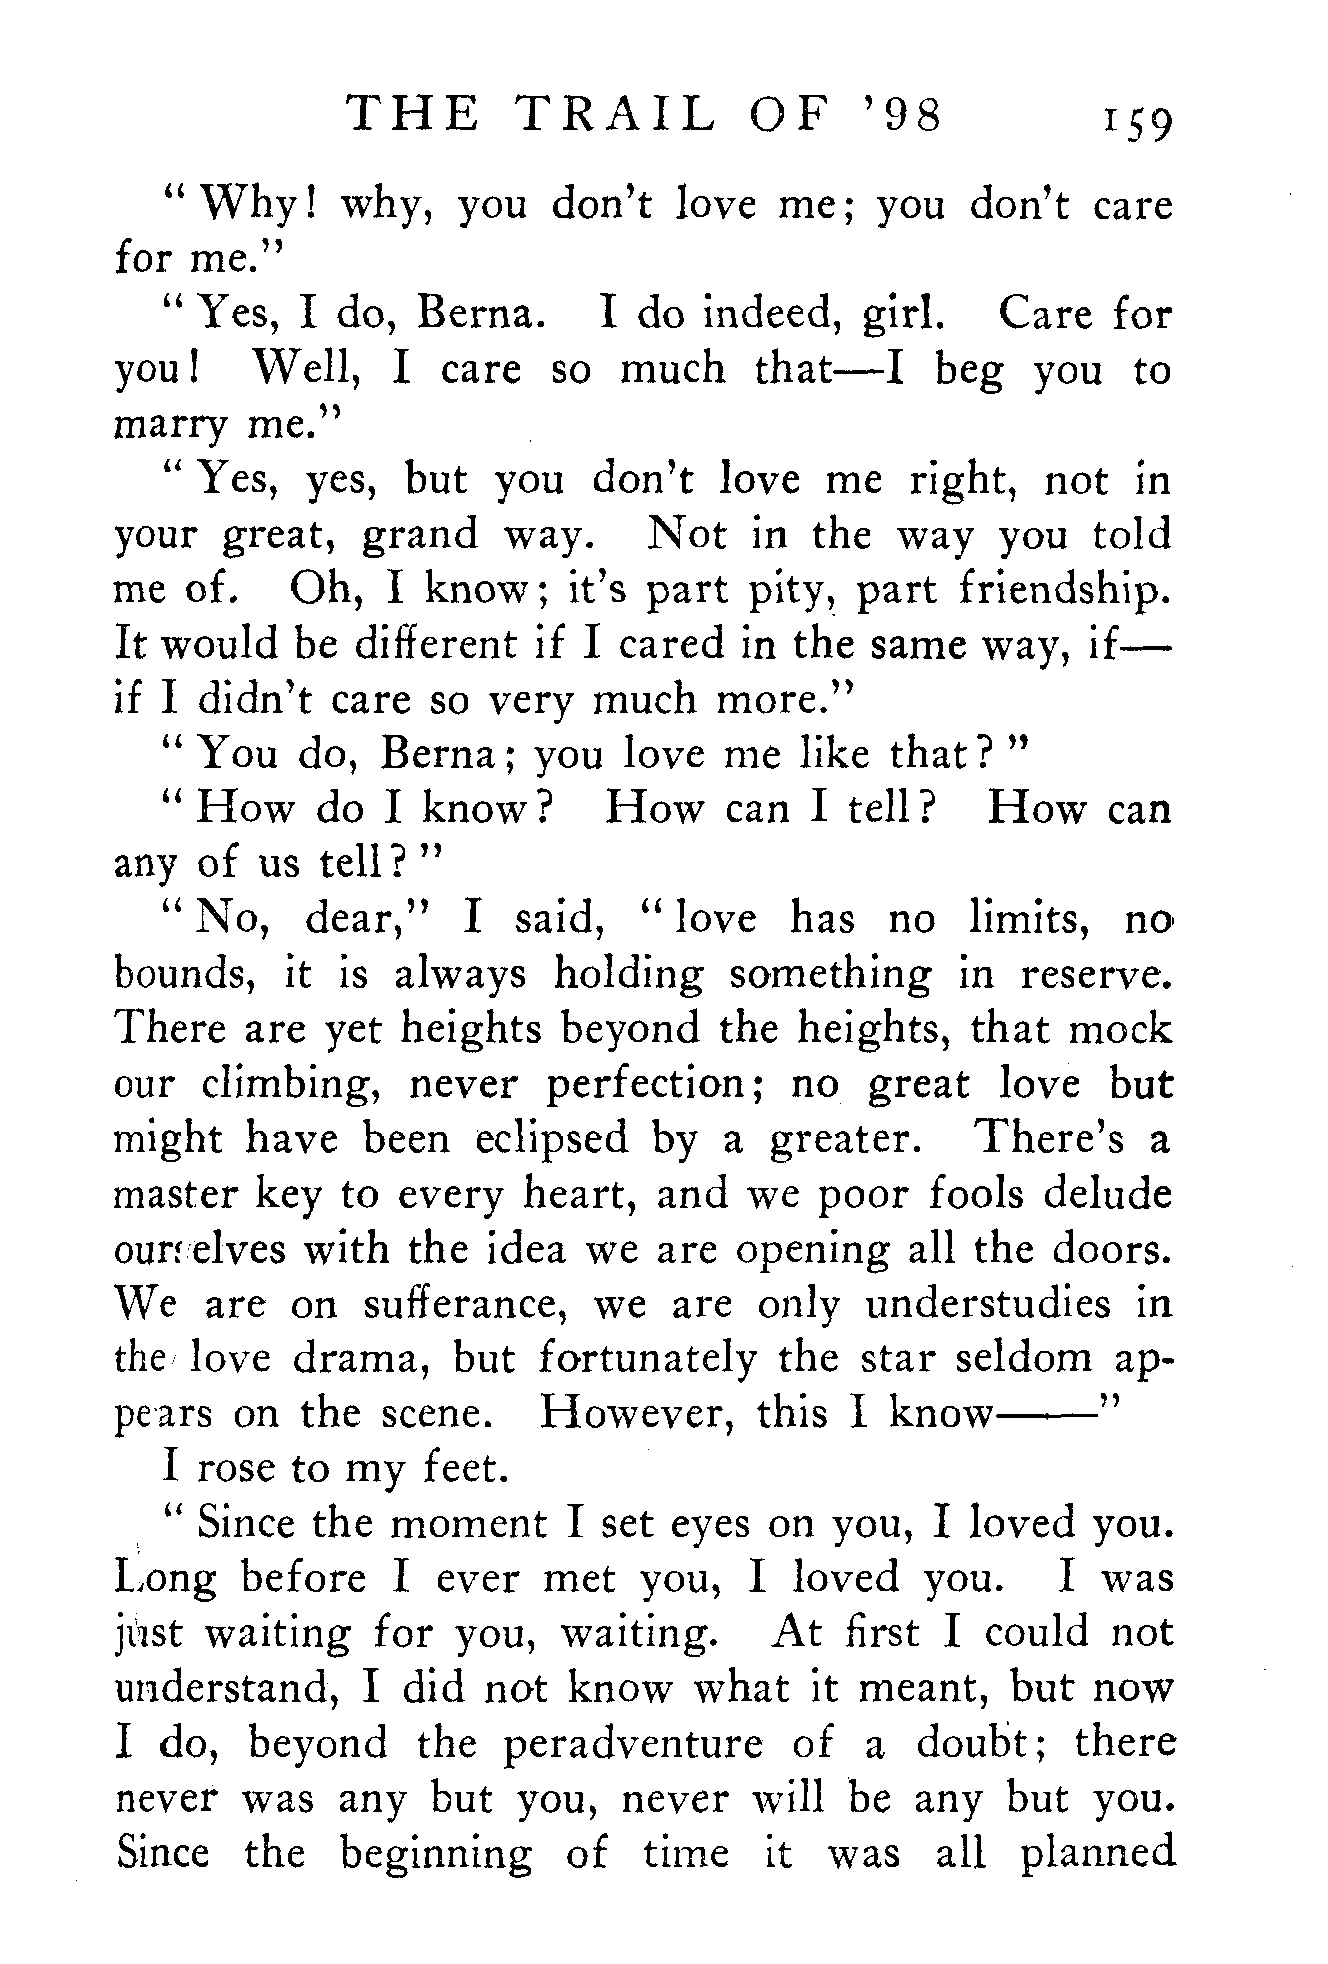 THE TRAIL OF '98 159
" Why! why, you don't love me; you don't care
for me."
" Yes, I do, Berna. I do indeed, girl. Care for
you! Well, I care so much that—I beg you to
marry me."
" Yes, yes, but you don't love me right, not in
your great, grand way. Not in the way you told
me of. Oh, I know; it's part pity, part friendship.
It would be different if I cared in the same way, if—
if I didn't care so very much more."
" You do, Berna; you love me like that? "
" How do I know? How can I tell? How can
any of us tell? "
" No, dear," I said, " love has no limits, no
bounds, it is always holding something in reserve.
There are yet heights beyond the heights, that mock
our climbing, never perfection; no great love but
might have been eclipsed by a greater. There's a
master key to every heart, and we poor fools delude
ourselves with the idea we are opening all the doors.
We are on sufferance, we are only understudies in
the love drama, but fortunately the star seldom ap-
pears on the scene. However, this I know——"
I rose to my feet.
" Since the moment I set eyes on you, I loved you.
Long before I ever met you, I loved you. I was
just waiting for you, waiting. At first I could not
understand, I did not know what it meant, but now
I do, beyond the peradventure of a doubt; there
never was any but you, never will be any but you.
Since the beginning of time it was all planned